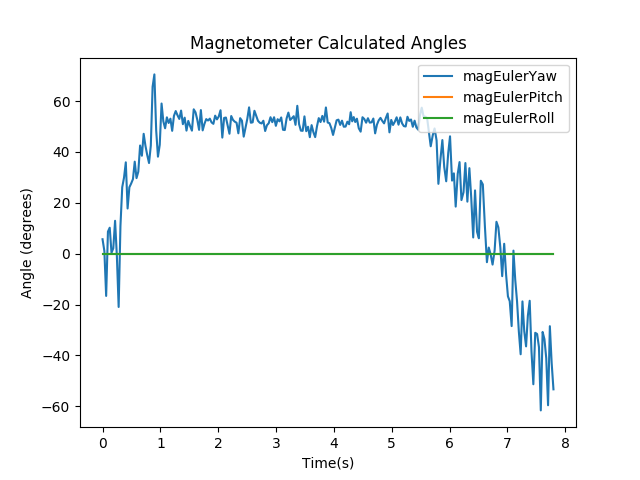 Magnetometer Calculated Angles
magEulerYaw
magEulerPitch
magEulerRoll
60
40
20
0
−20
−40
−60
Angle (degrees)
0 1 2 3 4 5 6 7 8
Time(s)